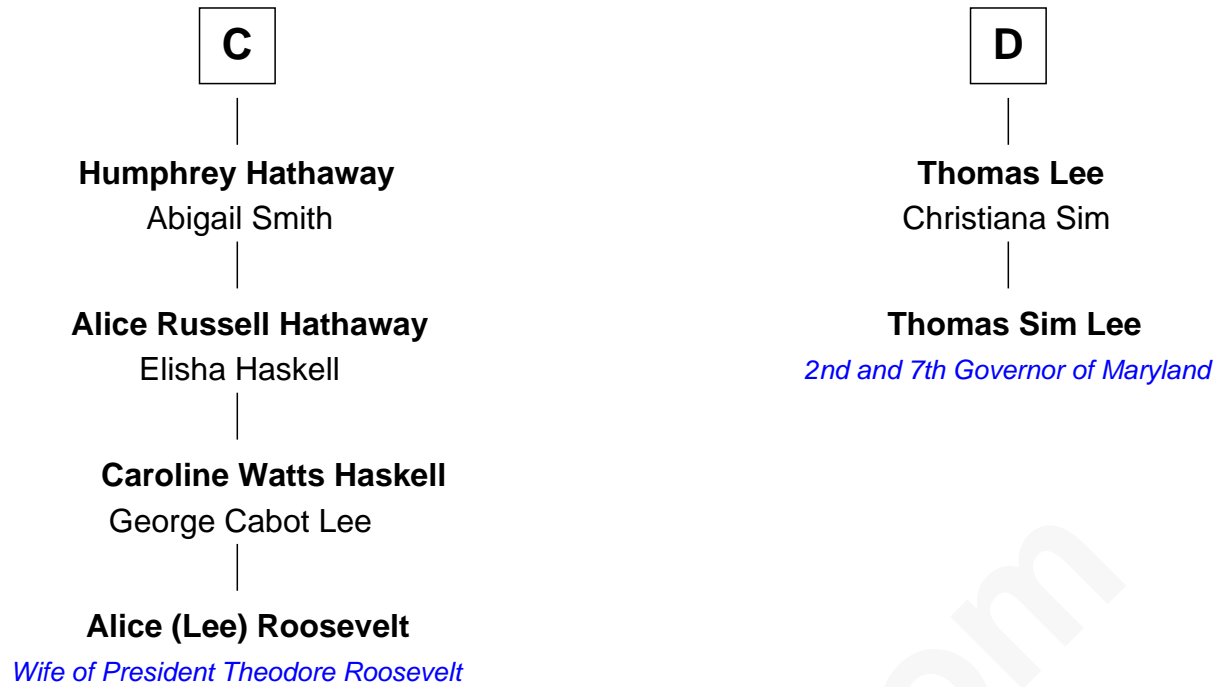 C
Humphrey Hathaway
Abigail Smith
Alice Russell Hathaway
Elisha Haskell
Caroline Watts Haskell
George Cabot Lee
Alice (Lee) Roosevelt
Wife of President Theodore Roosevelt
D
Thomas Lee
Christiana Sim
Thomas Sim Lee
2nd and 7th Governor of Maryland
om